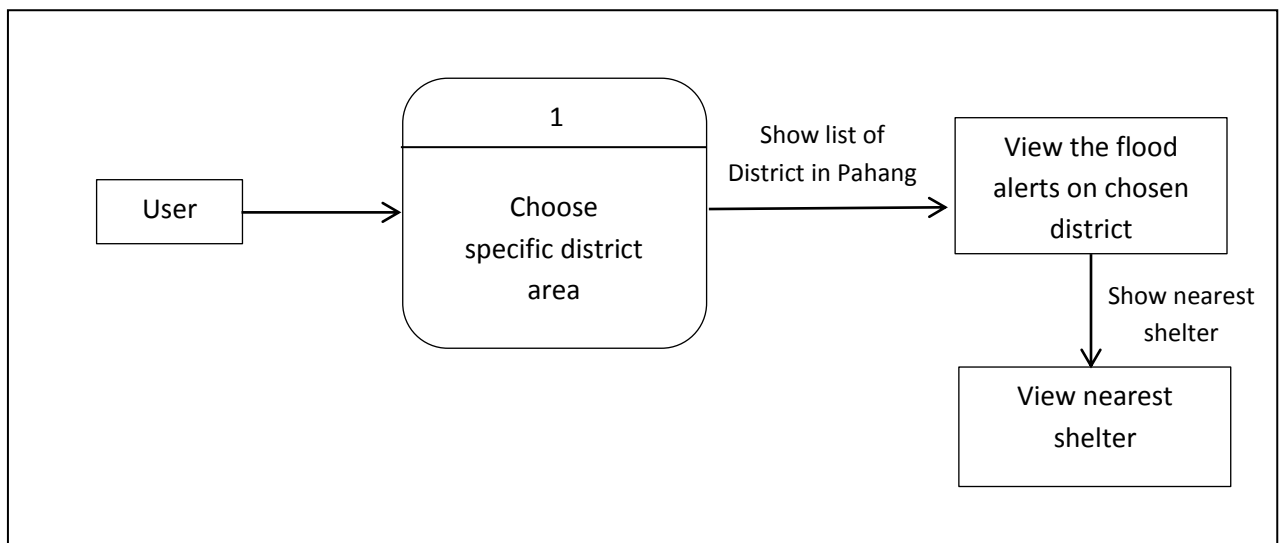 User
1
Choose
specific district
area
Show list of
District in Pahang
View the flood
alerts on chosen
district
Show nearest
shelter
View nearest
shelter